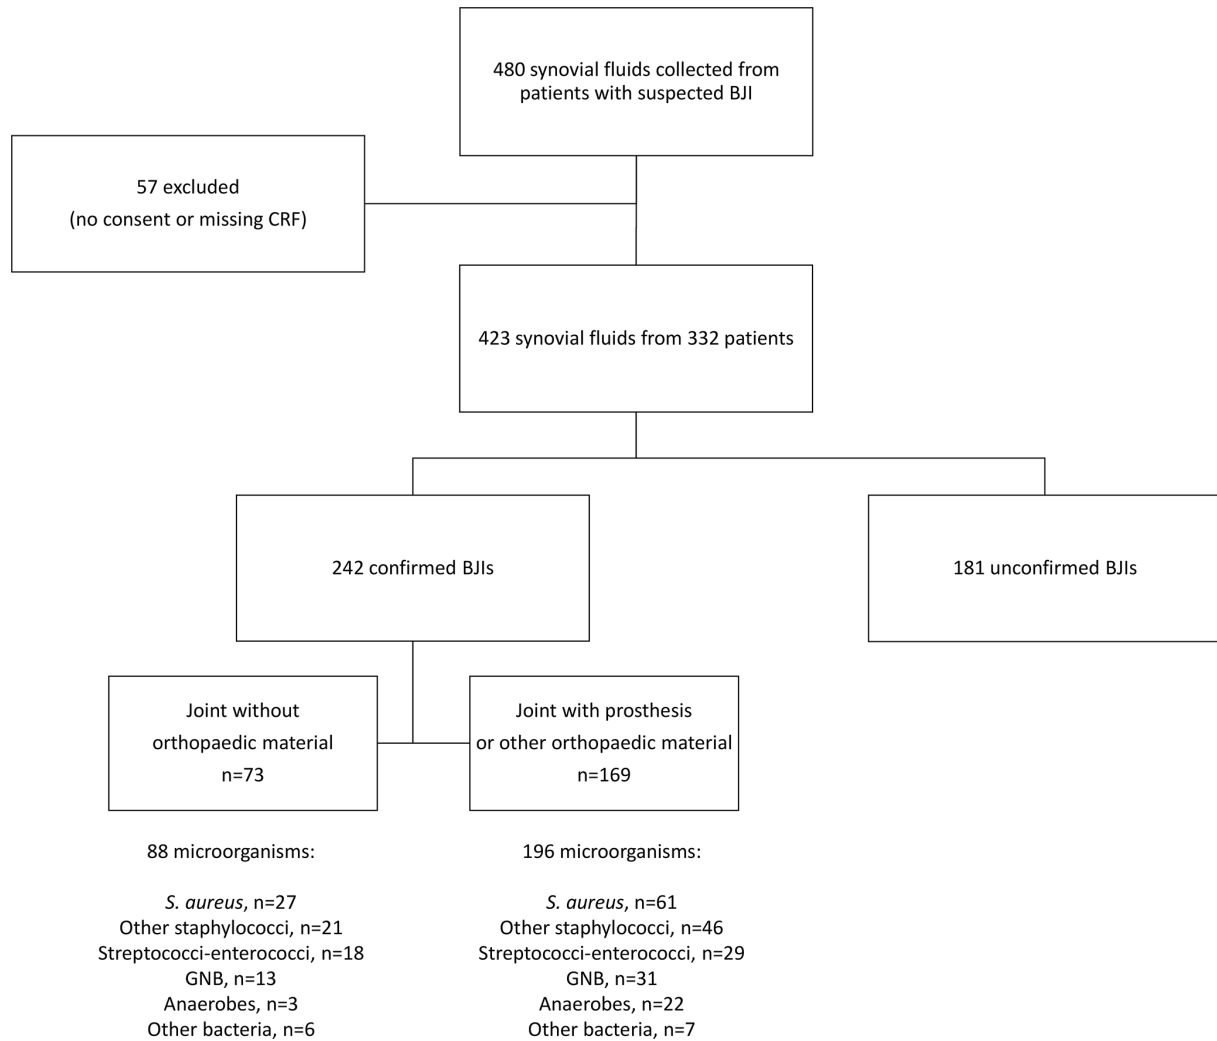 480 synovial fluids collected from
patients with suspected BJI
57 excluded
(no consent or missing CRF)
423 synovial fluids from 332 patients
242 confirmed BJIs
181 unconfirmed BJIs
Joint without
orthopaedic material
n=73
Joint with prosthesis
or other orthopaedic material
n=169
88 microorganisms:
S. aureus, n=27
Other staphylococci, n=21
Streptococci-enterococci, n=18
GNB, n=13
Anaerobes, n=3
Other bacteria, n=6
196 microorganisms:
S. aureus, n=61
Other staphylococci, n=46
Streptococci-enterococci, n=29
GNB, n=31
Anaerobes, n=22
Other bacteria, n=7